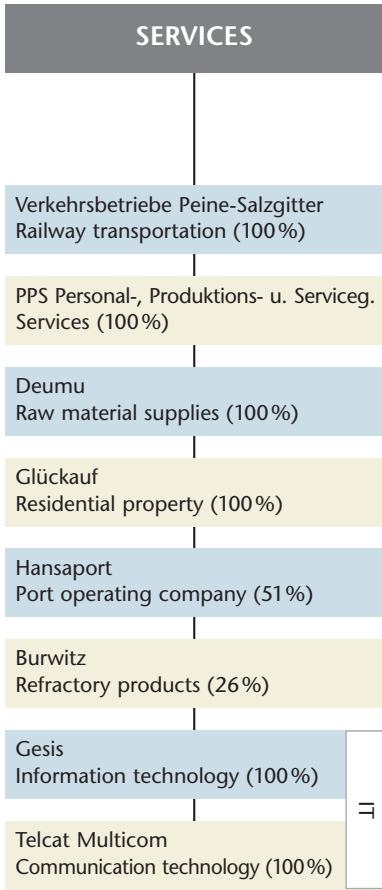 SERVICES
Verkehrsbetriebe Peine-Salzgitter
Railway transportation (100%)
PPS Personal-, Produktions- u. Serviceg.
Services (100%)
Deumu
Raw material supplies (100%)
Glückauf
Residential property (100%)
Hansaport
Port operating company (51%)
Burwitz
Refractory products (26%)
Gesis
Information technology (100%)
IT
Telcat Multicom
Communication technology (100%)